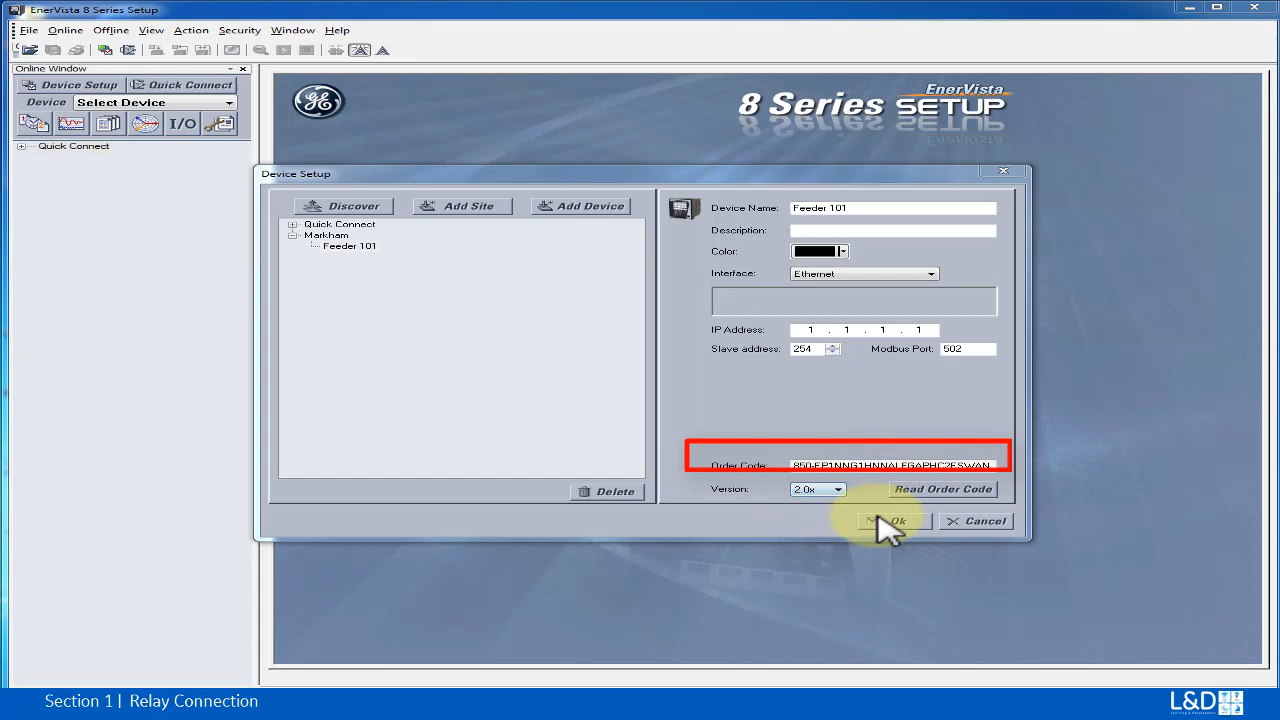 EnerVista 8 Series Setup
File Online Offline View Action Security Window Help
Online Window
Device Setup Quick Connect
Device Select Device
I/O
Quick Connect
GE
EnerVista
8 Series SETUP
Device Setup
Discover Add Site Add Device
Quick Connect
Markham
Feeder 101
Delete
Device Name: Feeder 101
Description:
Color:
Interface: Ethernet
IP Address: 1 . 1 . 1 . 1
Slave address: 254 Modbus Port: 502
Order Code:
Version: 2.0x Read Order Code
Ok Cancel
Section 1 | Relay Connection
L&D